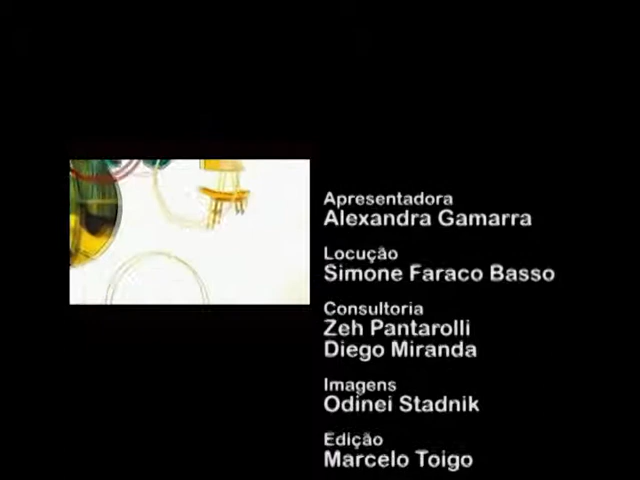 Apresentadora
Alexandra Gamarra
Locução
Simone Faraco Basso
Consultoria
Zeh Pantarolli
Diego Miranda
Imagens
Odinei Stadnik
Edição
Marcelo Toigo